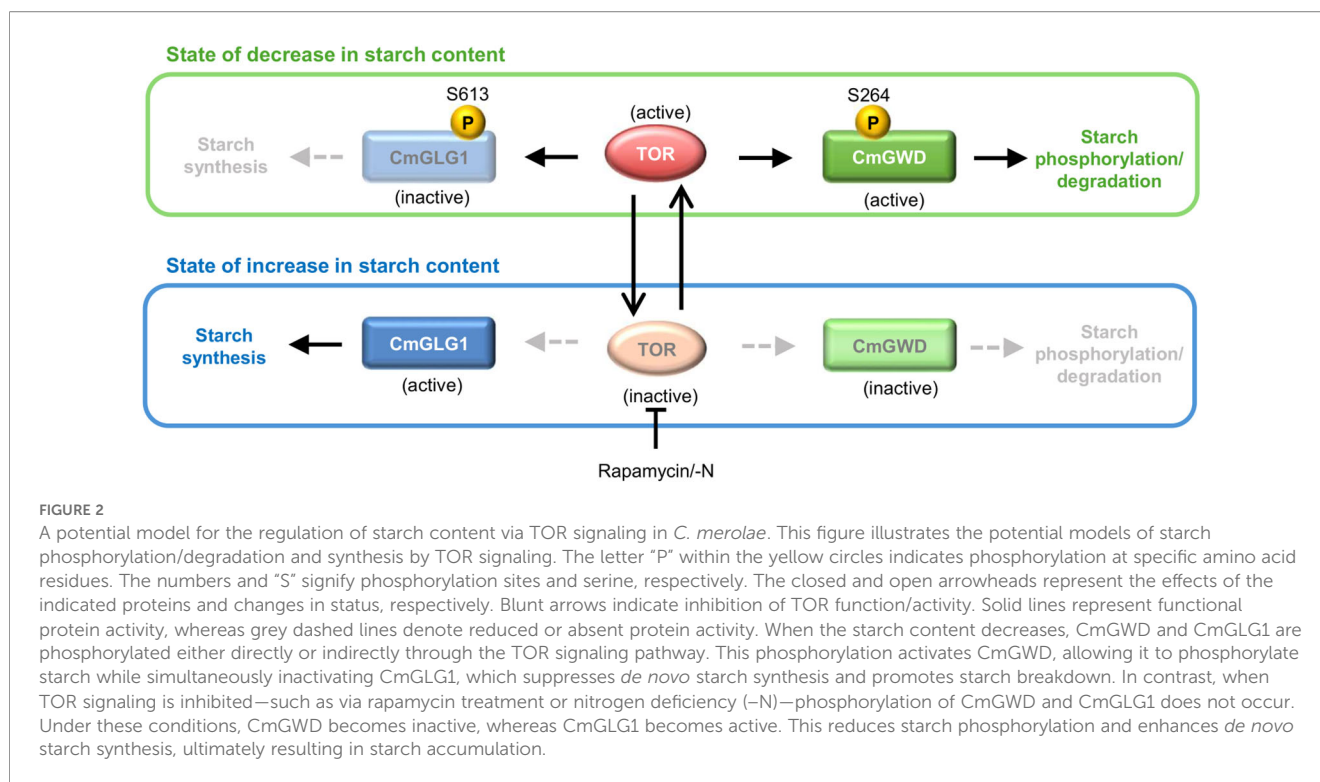 State of decrease in starch content
S613
P
(active)
S264
P
Starch
synthesis
CmGLG1
TOR
CmGWD
Starch
phosphorylation/
degradation
(inactive)
(active)
State of increase in starch content
Starch
synthesis
CmGLG1
TOR
CmGWD
Starch
phosphorylation/
degradation
(active)
(inactive)
(inactive)
Rapamycin/-N
FIGURE 2
A potential model for the regulation of starch content via TOR signaling in C. merolae. This figure illustrates the potential models of starch
phosphorylation/degradation and synthesis by TOR signaling. The letter “P” within the yellow circles indicates phosphorylation at specific amino acid
residues. The numbers and “S” signify phosphorylation sites and serine, respectively. The closed and open arrowheads represent the effects of the
indicated proteins and changes in status, respectively. Blunt arrows indicate inhibition of TOR function/activity. Solid lines represent functional
protein activity, whereas grey dashed lines denote reduced or absent protein activity. When the starch content decreases, CmGWD and CmGLG1 are
phosphorylated either directly or indirectly through the TOR signaling pathway. This phosphorylation activates CmGWD, allowing it to phosphorylate
starch while simultaneously inactivating CmGLG1, which suppresses de novo starch synthesis and promotes starch breakdown. In contrast, when
TOR signaling is inhibited—such as via rapamycin treatment or nitrogen deficiency (–N)—phosphorylation of CmGWD and CmGLG1 does not occur.
Under these conditions, CmGWD becomes inactive, whereas CmGLG1 becomes active. This reduces starch phosphorylation and enhances de novo
starch synthesis, ultimately resulting in starch accumulation.